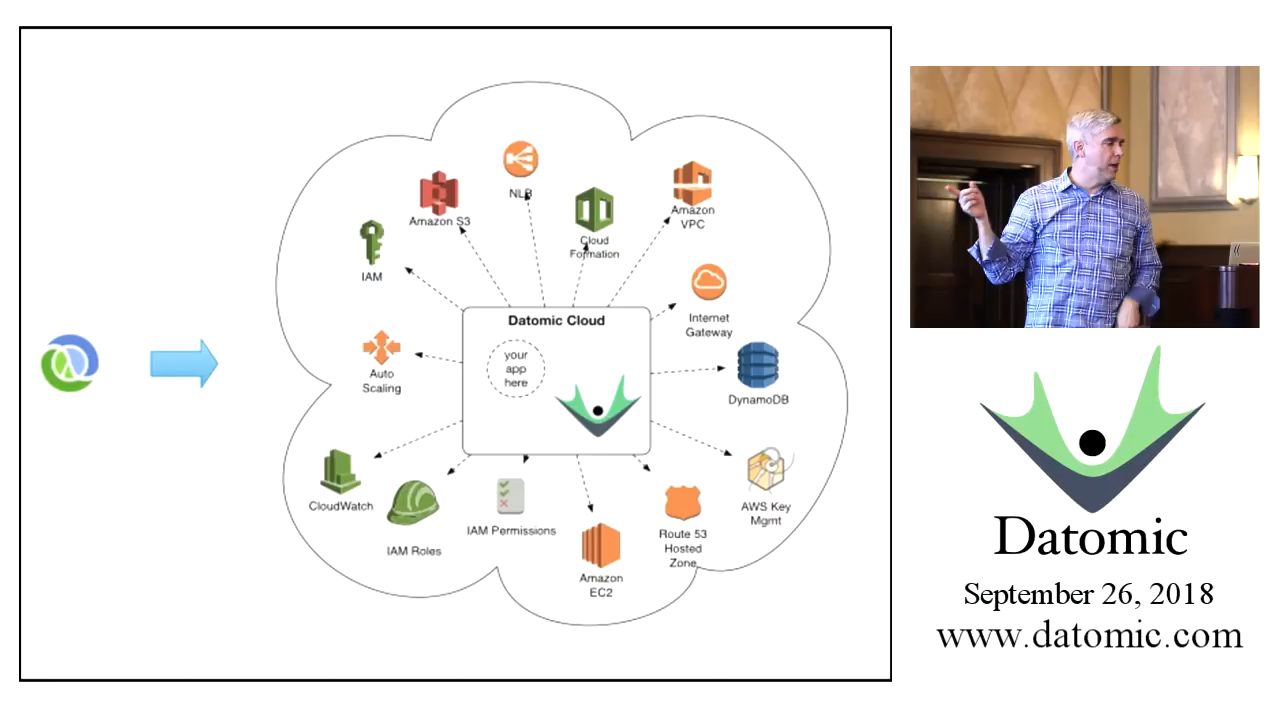 NLB
Amazon S3
Amazon
VPC
Cloud
Formation
IAM
Internet
Gateway
Datomic Cloud
your
app
here
Auto
Scaling
DynamoDB
CloudWatch
IAM Roles
IAM Permissions
Amazon
EC2
Route 53
Hosted
Zone
AWS Key
Mgmt
Datomic
September 26, 2018
www.datomic.com